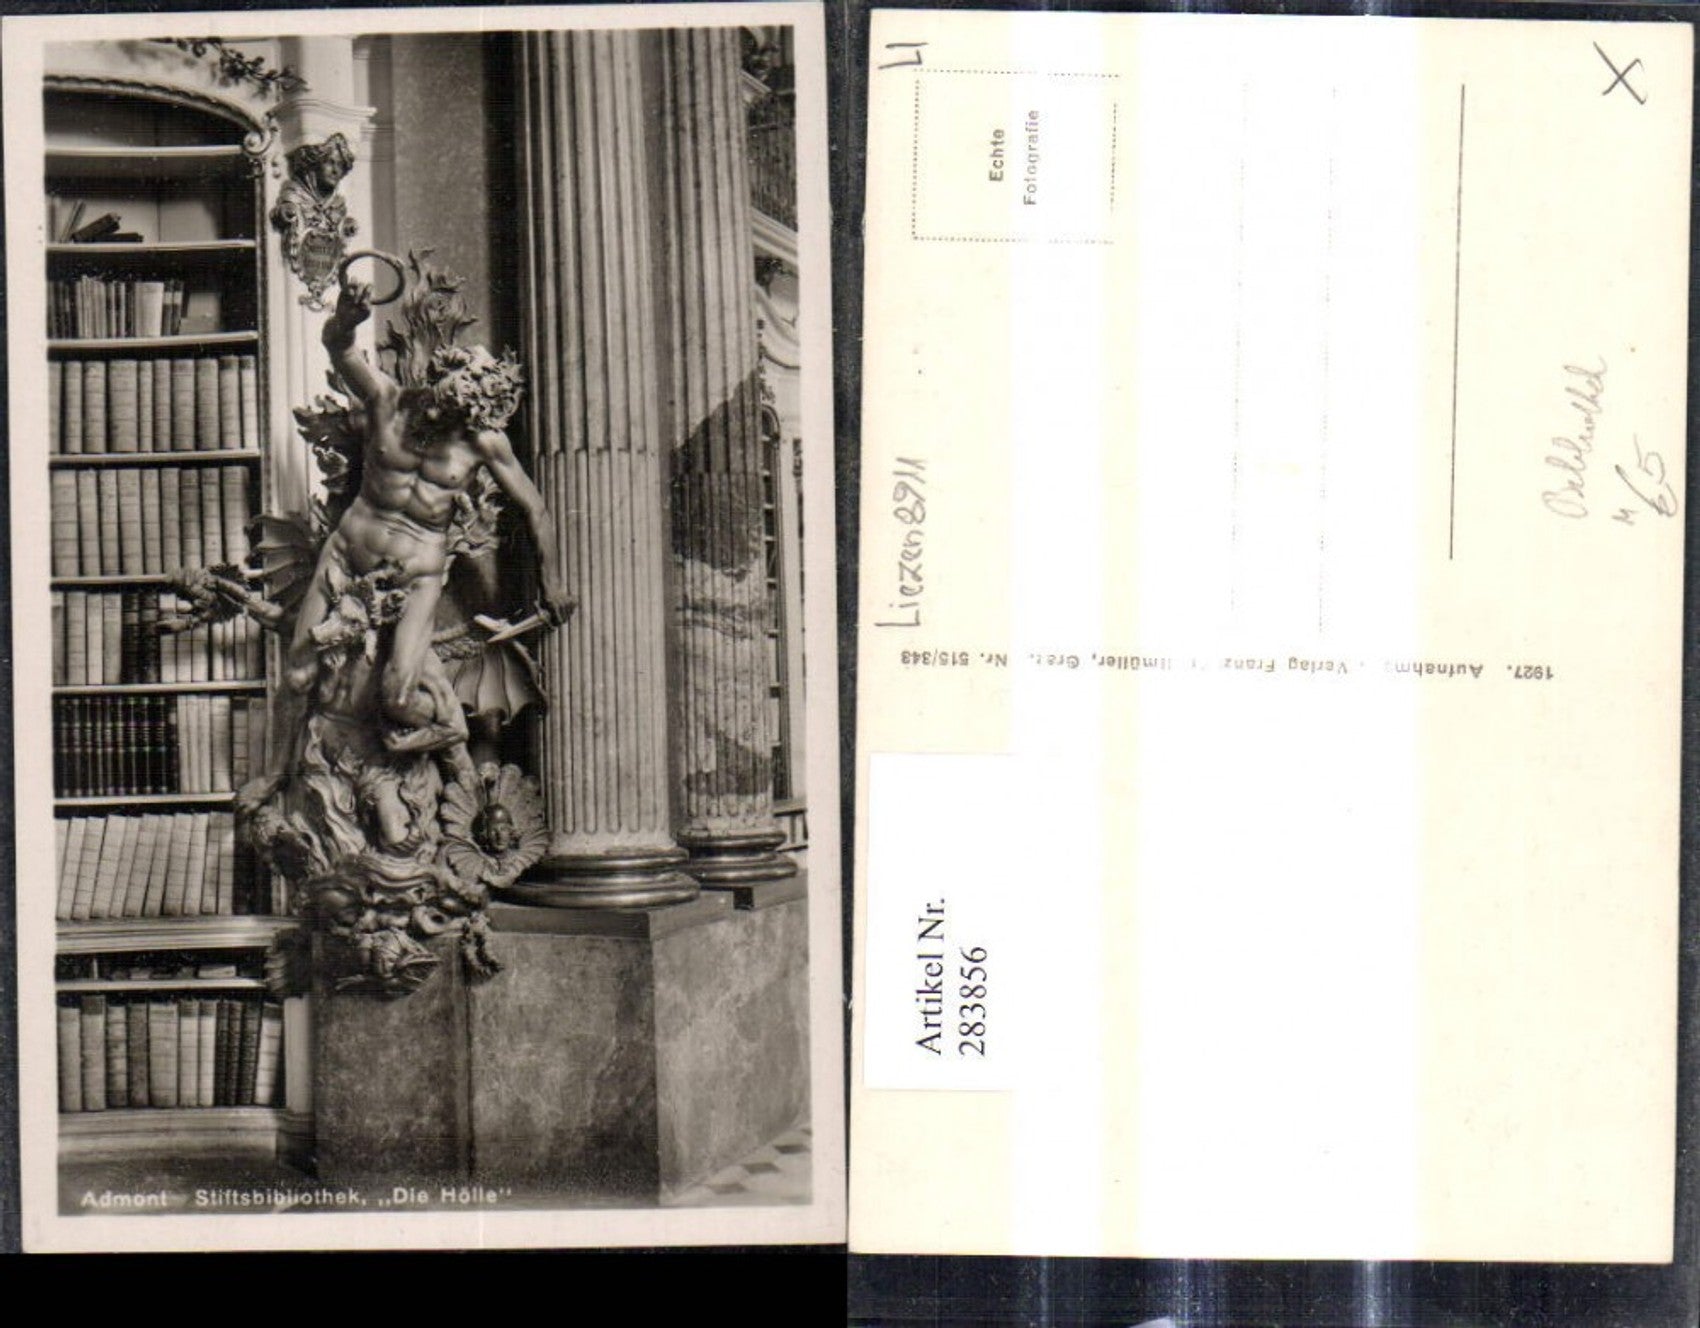 Admont Stiftsbibliothek, „Die Hölle"
LI
Echte
Fotografie
X
Liezen 8911
1927. Aufnahme Verlag Franz Graz. Nr. 515/343
Artikel Nr.
283856